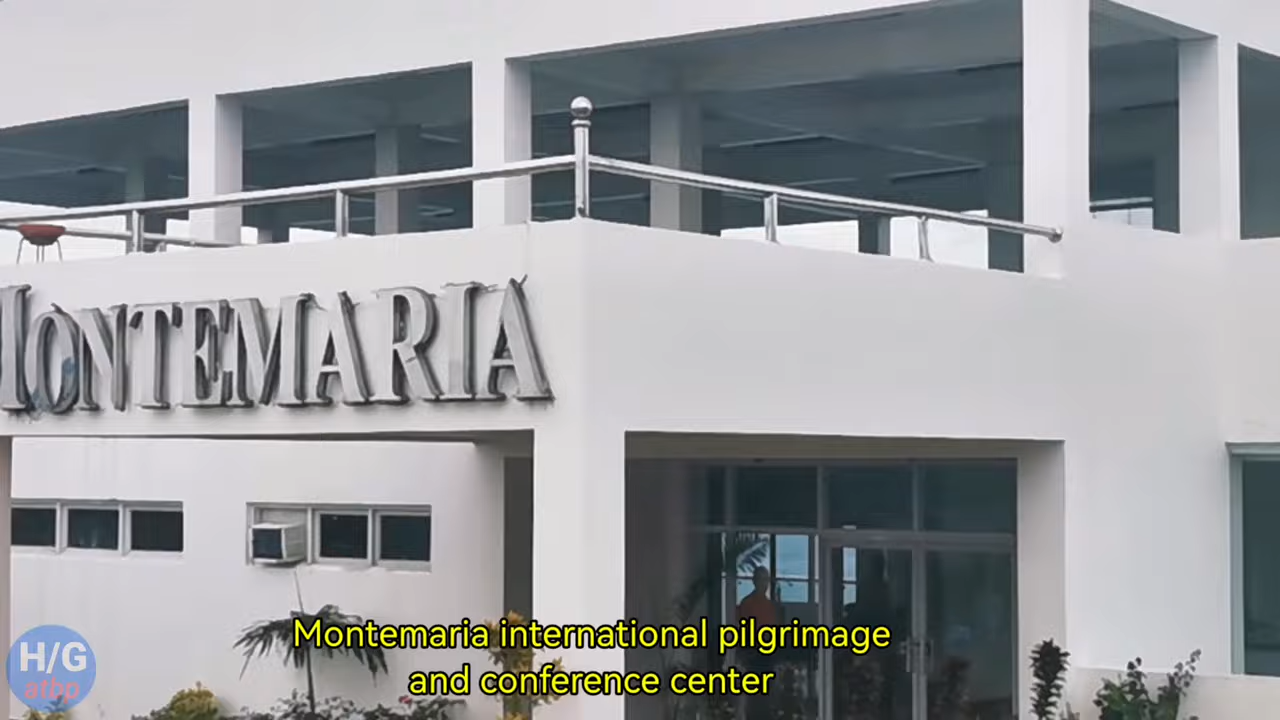 MONTEMARIA
Montemaria international pilgrimage
and conference center
H/G
atbp